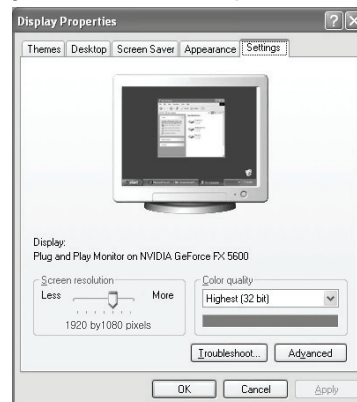 Display Properties
Themes Desktop Screen Saver Appearance Settings
Display:
Plug and Play Monitor on NVIDIA GeForce FX 5600
Screen resolution
Less More
1920 by1080 pixels
Color quality
Highest (32 bit)
Troubleshoot... Advanced
OK Cancel Apply